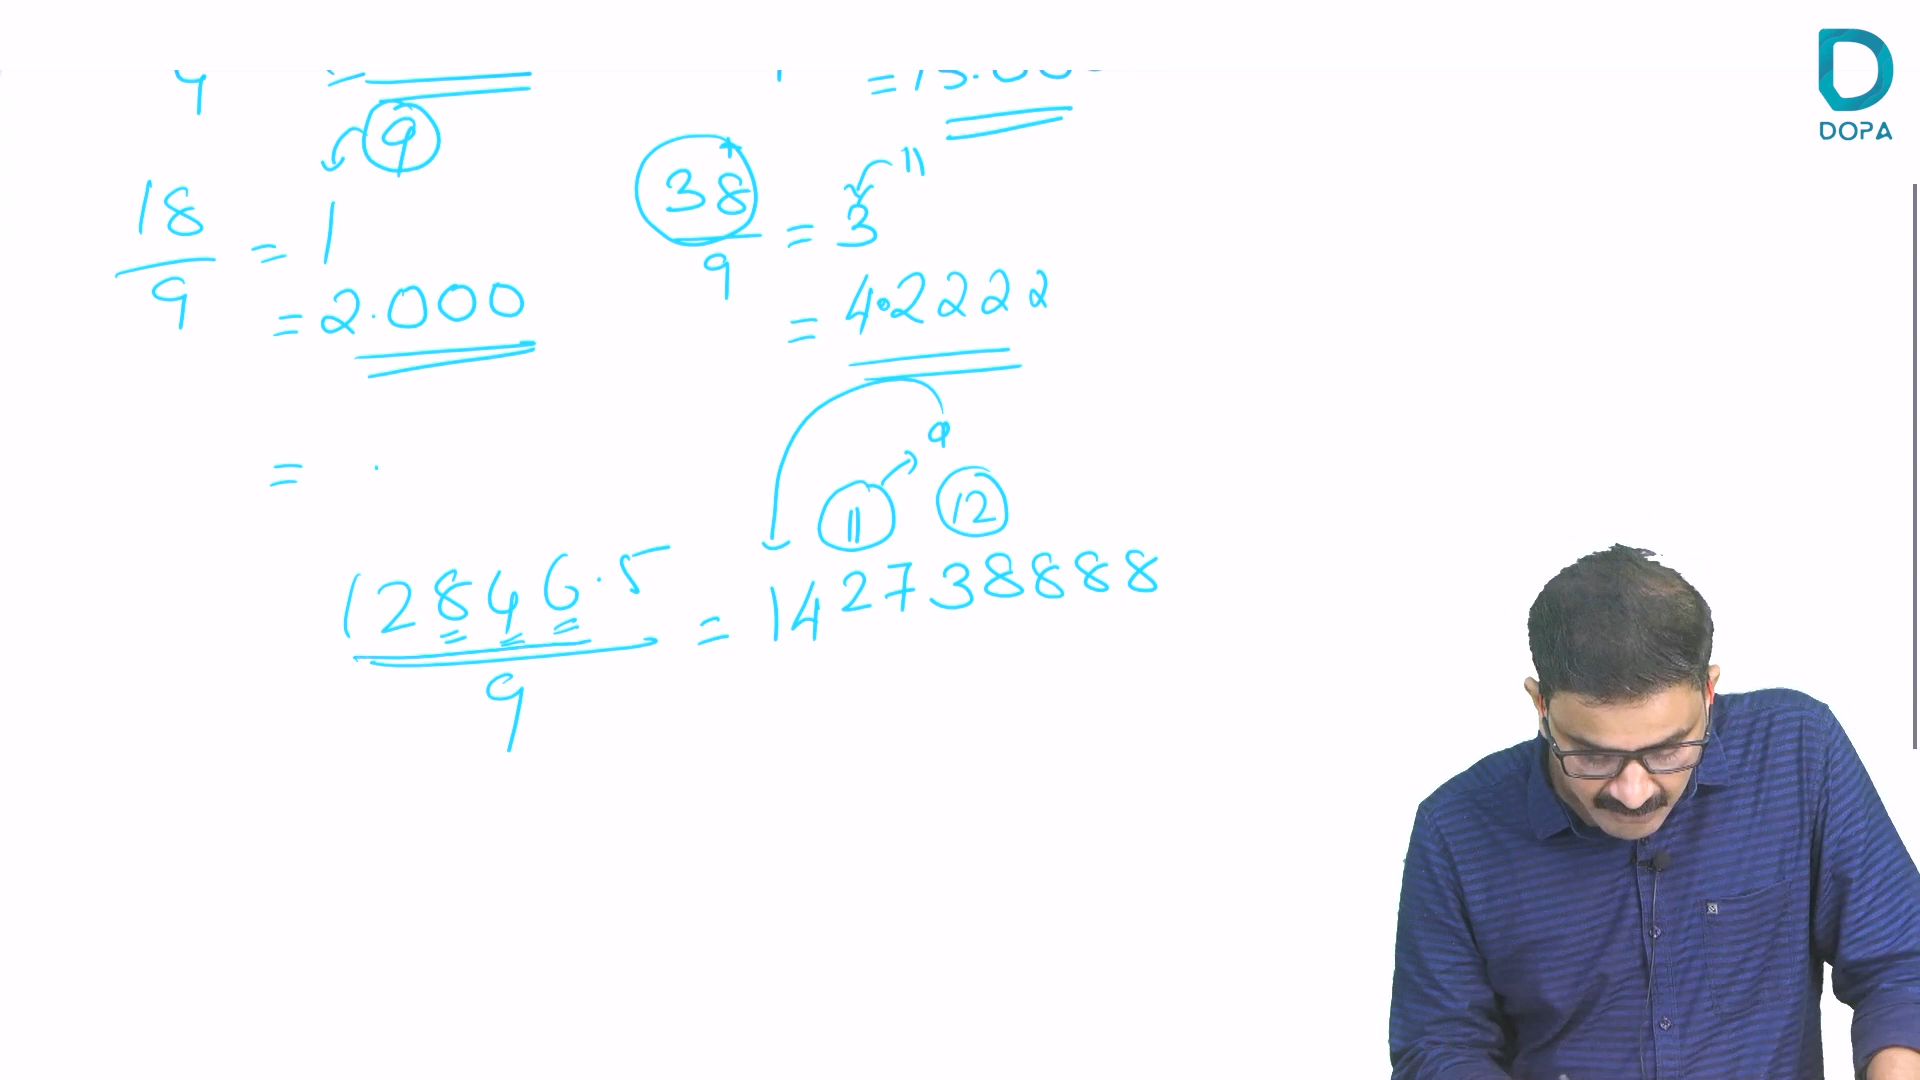 DOPA
9
11
18/9 = 1
38/9 = 3
= 2.000
= 4.2222
9
= .
11 12
12846.5/9 = 142738888